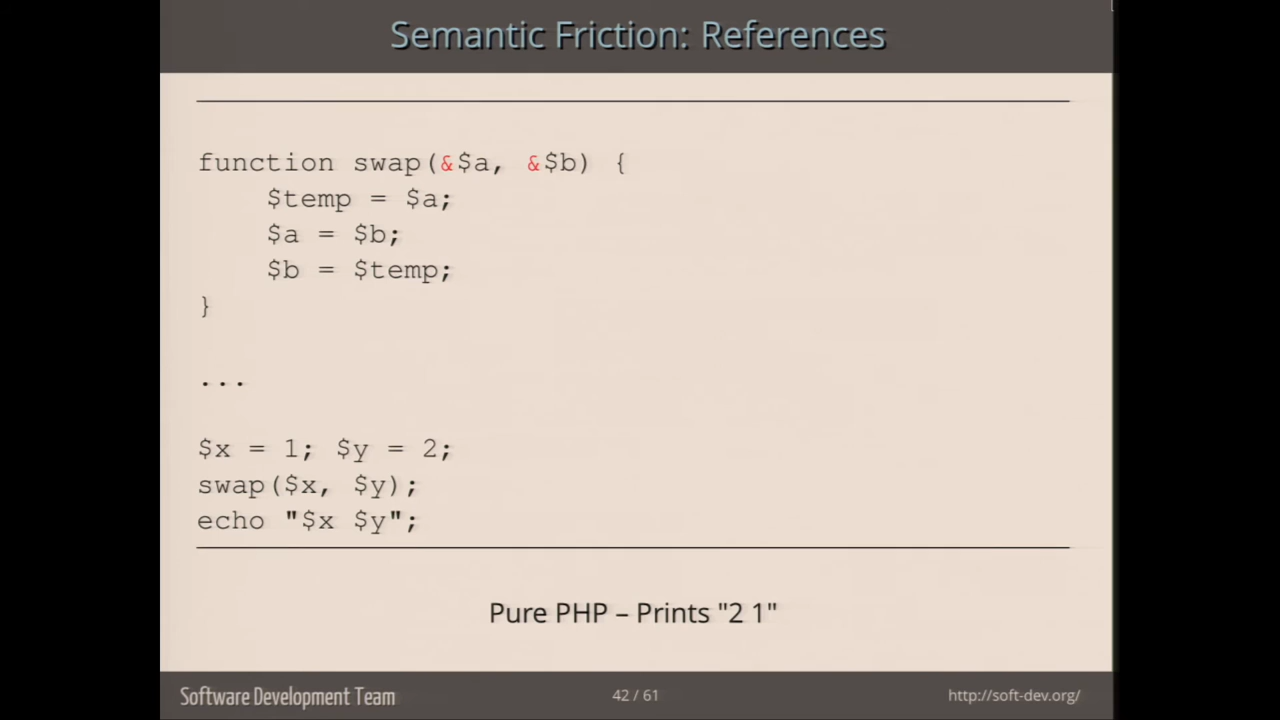 Semantic Friction: References
function swap(&$a, &$b) {
    $temp = $a;
    $a = $b;
    $b = $temp;
}
...
$x = 1; $y = 2;
swap($x, $y);
echo "$x $y";
Pure PHP – Prints "2 1"
Software Development Team
42 / 61
http://soft-dev.org/